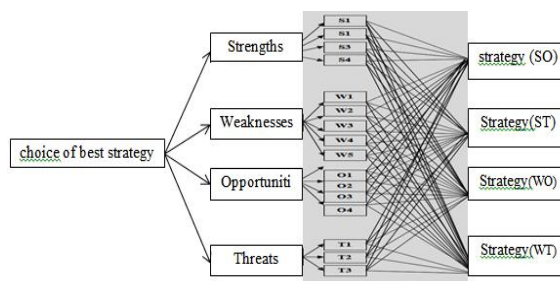 choice of best strategy
Strengths
Weaknesses
Opportuniti
Threats
S1
S1
S3
S4
W1
W2
W3
W4
W5
O1
O2
O3
O4
T1
T2
T3
strategy (SO)
Strategy(ST)
Strategy(WO)
Strategy(WT)